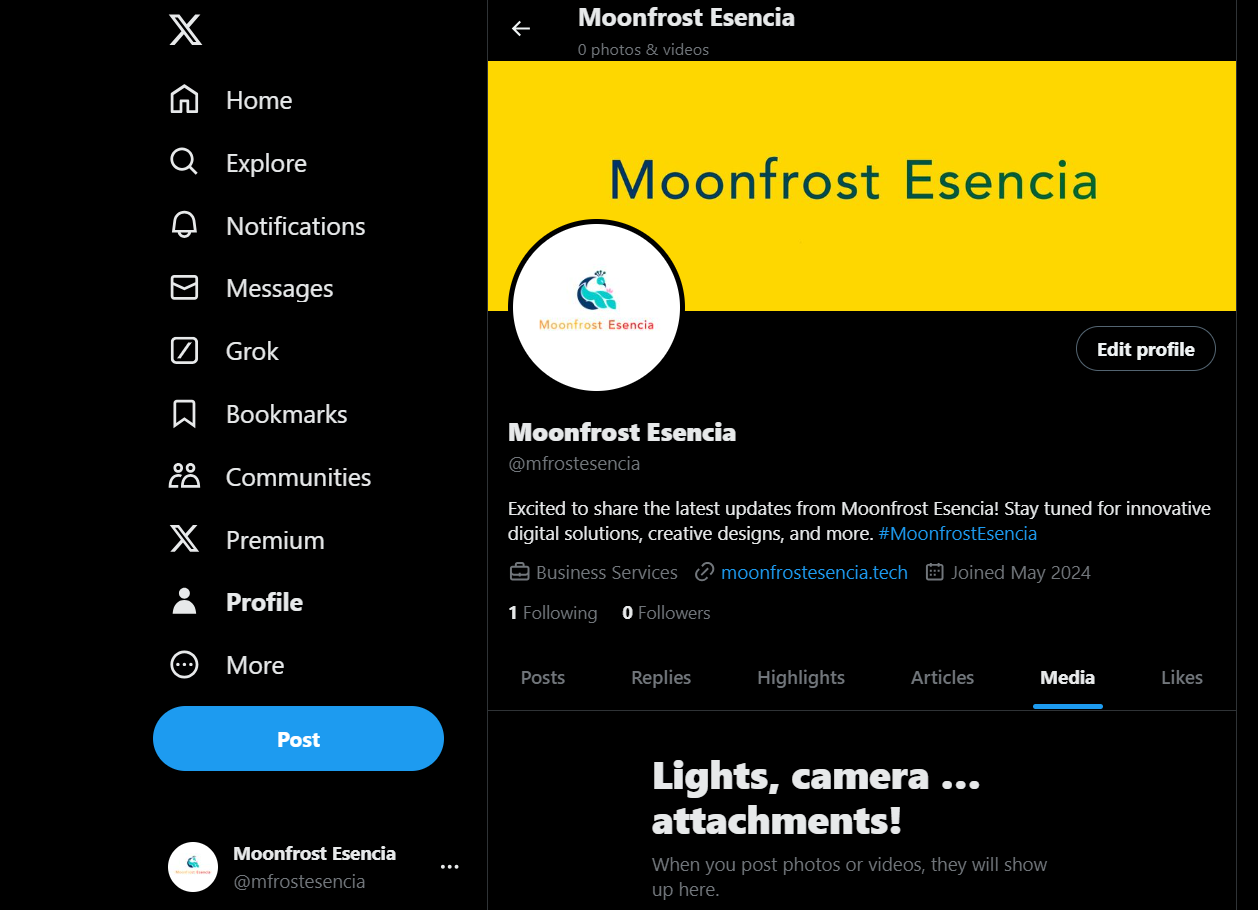 Home
Explore
Notifications
Messages
Grok
Bookmarks
Communities
Premium
Profile
More
Post
Moonfrost Esencia
@mfrostesencia
Moonfrost Esencia
0 photos & videos
Moonfrost Esencia
Moonfrost Esencia
Edit profile
Moonfrost Esencia
@mfrostesencia
Excited to share the latest updates from Moonfrost Esencia! Stay tuned for innovative
digital solutions, creative designs, and more. #MoonfrostEsencia
Business Services moonfrostesencia.tech Joined May 2024
1 Following 0 Followers
Posts Replies Highlights Articles Media Likes
Lights, camera …
attachments!
When you post photos or videos, they will show
up here.